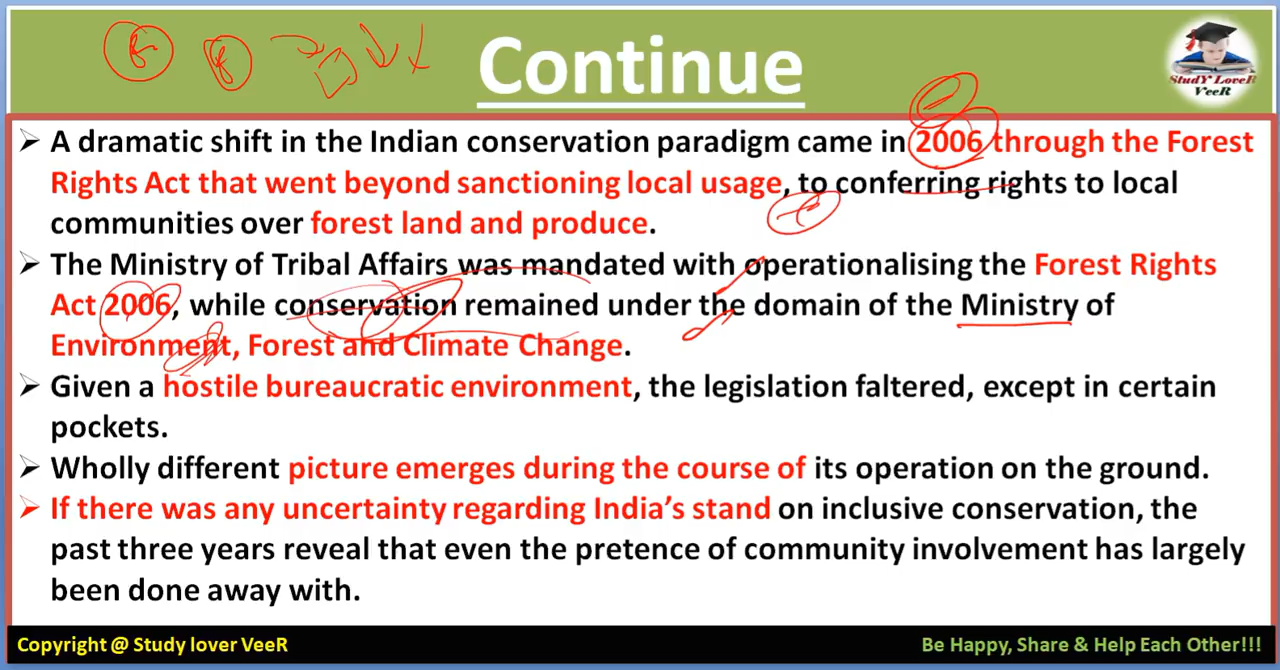 Continue
StudY LoveR
VeeR
➢ A dramatic shift in the Indian conservation paradigm came in 2006 through the Forest
Rights Act that went beyond sanctioning local usage, to conferring rights to local
communities over forest land and produce.
➢ The Ministry of Tribal Affairs was mandated with operationalising the Forest Rights
Act 2006, while conservation remained under the domain of the Ministry of
Environment, Forest and Climate Change.
➢ Given a hostile bureaucratic environment, the legislation faltered, except in certain
pockets.
➢ Wholly different picture emerges during the course of its operation on the ground.
➢ If there was any uncertainty regarding India’s stand on inclusive conservation, the
past three years reveal that even the pretence of community involvement has largely
been done away with.
Copyright @ Study lover VeeR
Be Happy, Share & Help Each Other!!!